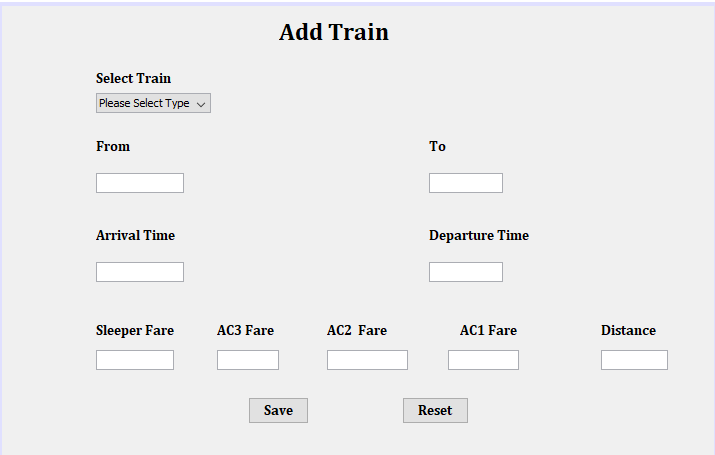 Add Train
Select Train
Please Select Type
From To
Arrival Time Departure Time
Sleeper Fare AC3 Fare AC2 Fare AC1 Fare Distance
Save Reset